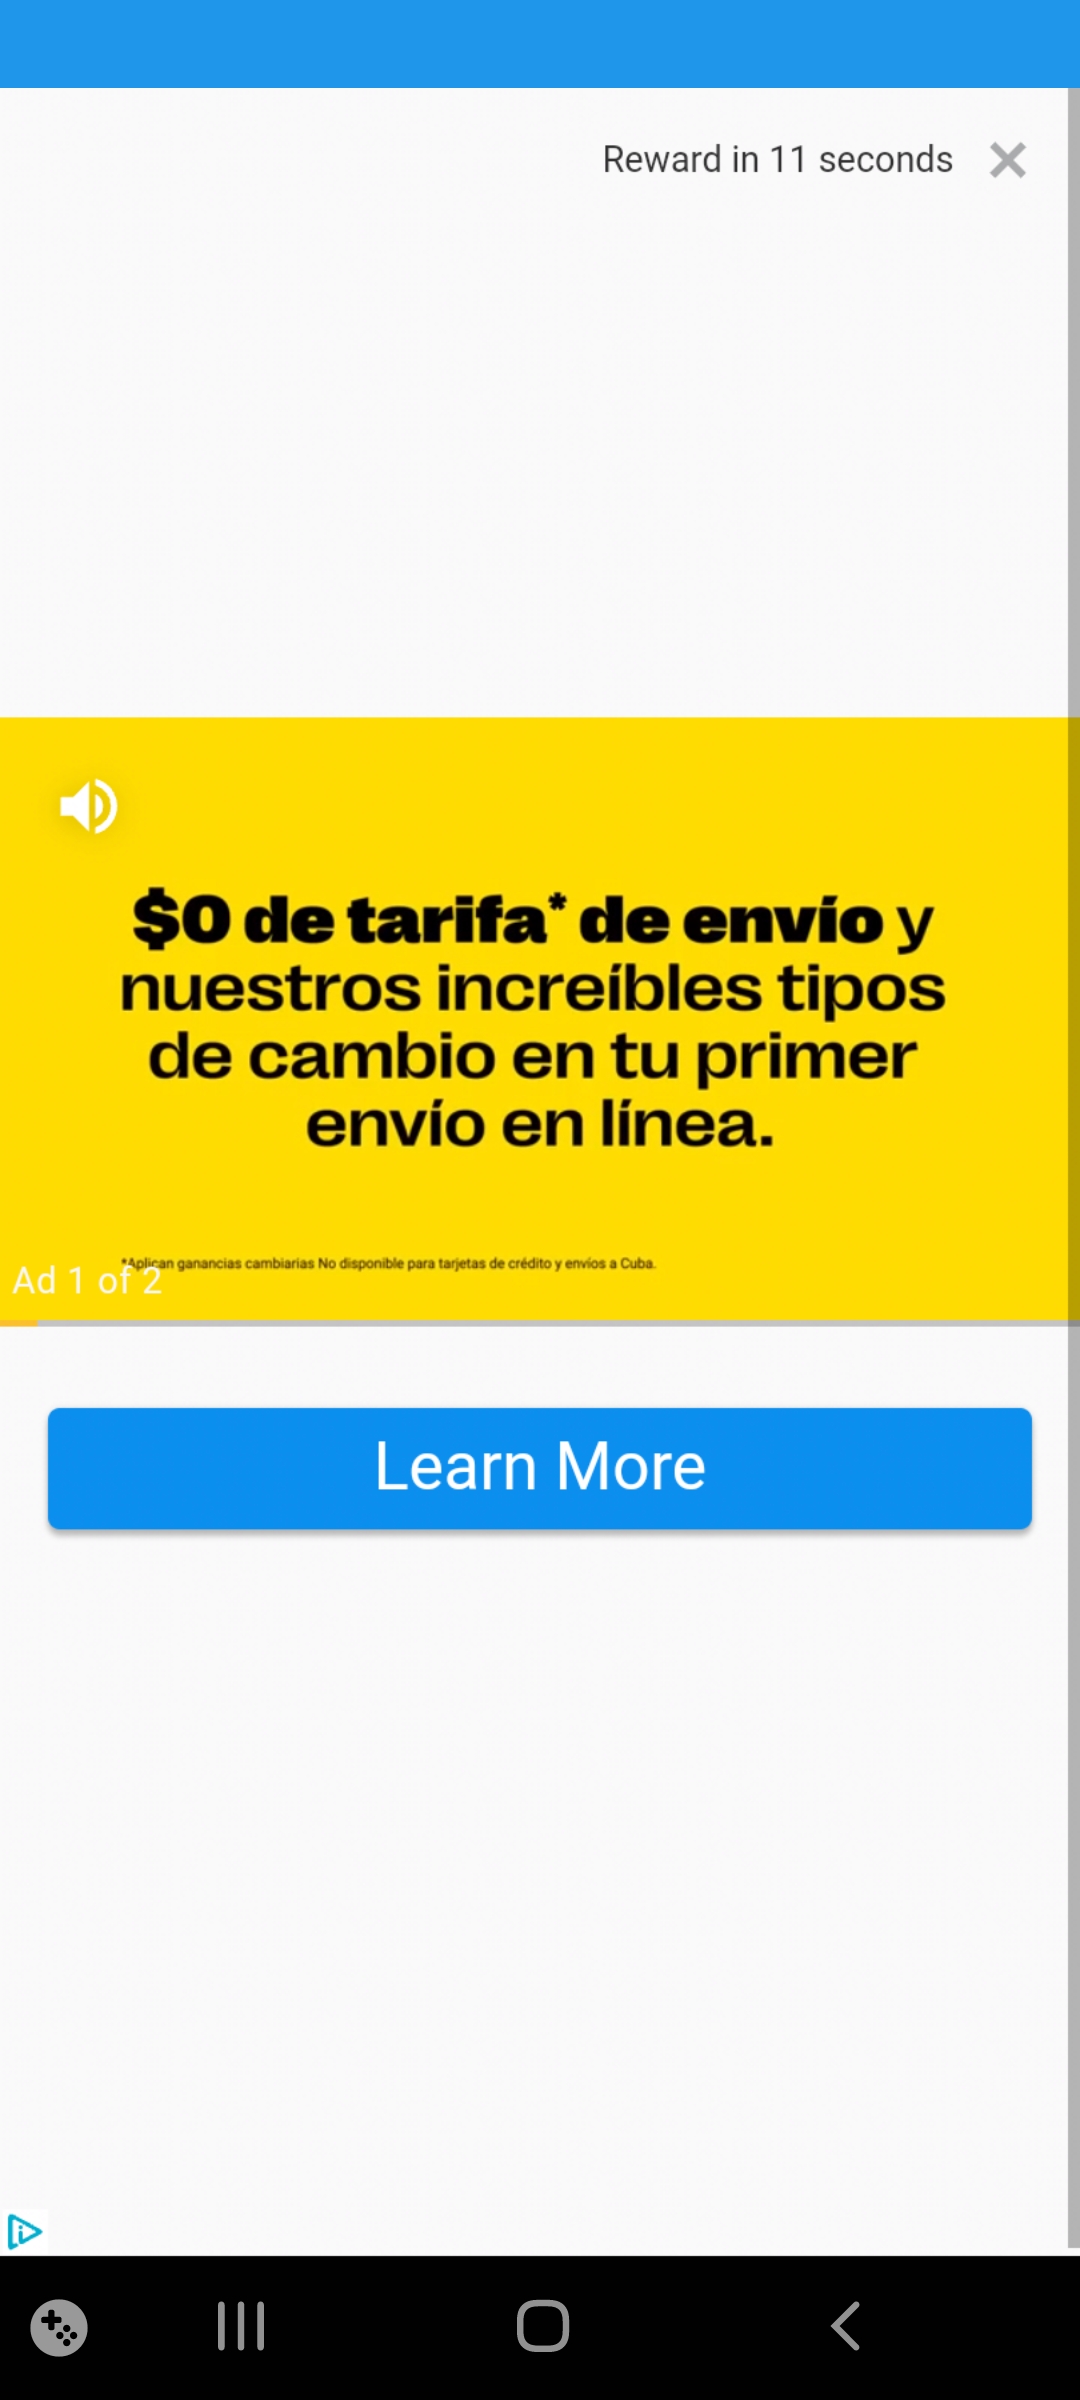 Reward in 11 seconds
$0 de tarifa* de envío y
nuestros increíbles tipos
de cambio en tu primer
envío en línea.
*Aplican ganancias cambiarias No disponible para tarjetas de crédito y envíos a Cuba.
Ad 1 of 2
Learn More